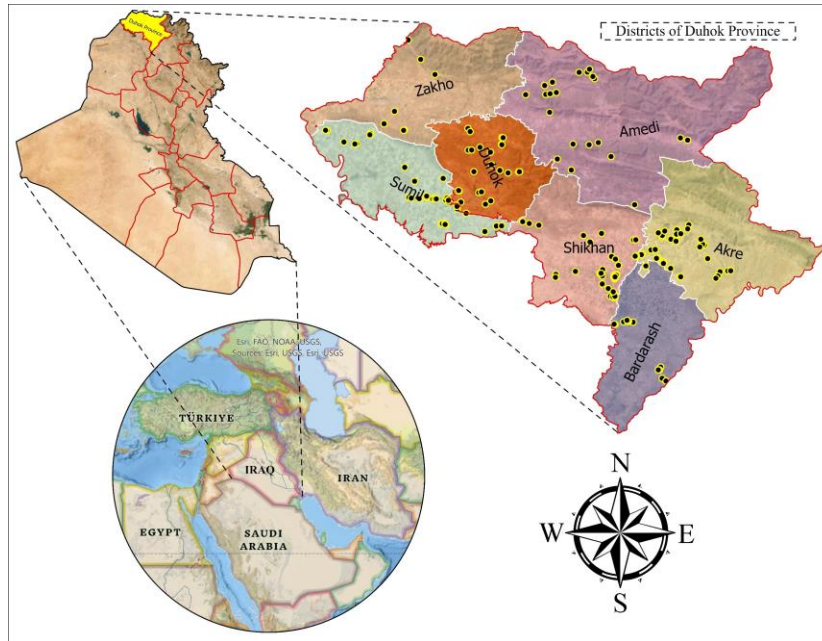 Duhok Province
Districts of Duhok Province
Zakho
Amedi
Duhok
Sumil
Shikhan
Akre
Bardarash
Esri, FAO, NOAA, USGS,
Sources: Esri, USGS, Esri, USGS
TÜRKIYE
IRAQ
IRAN
EGYPT
SAUDI
ARABIA
N
W
E
S